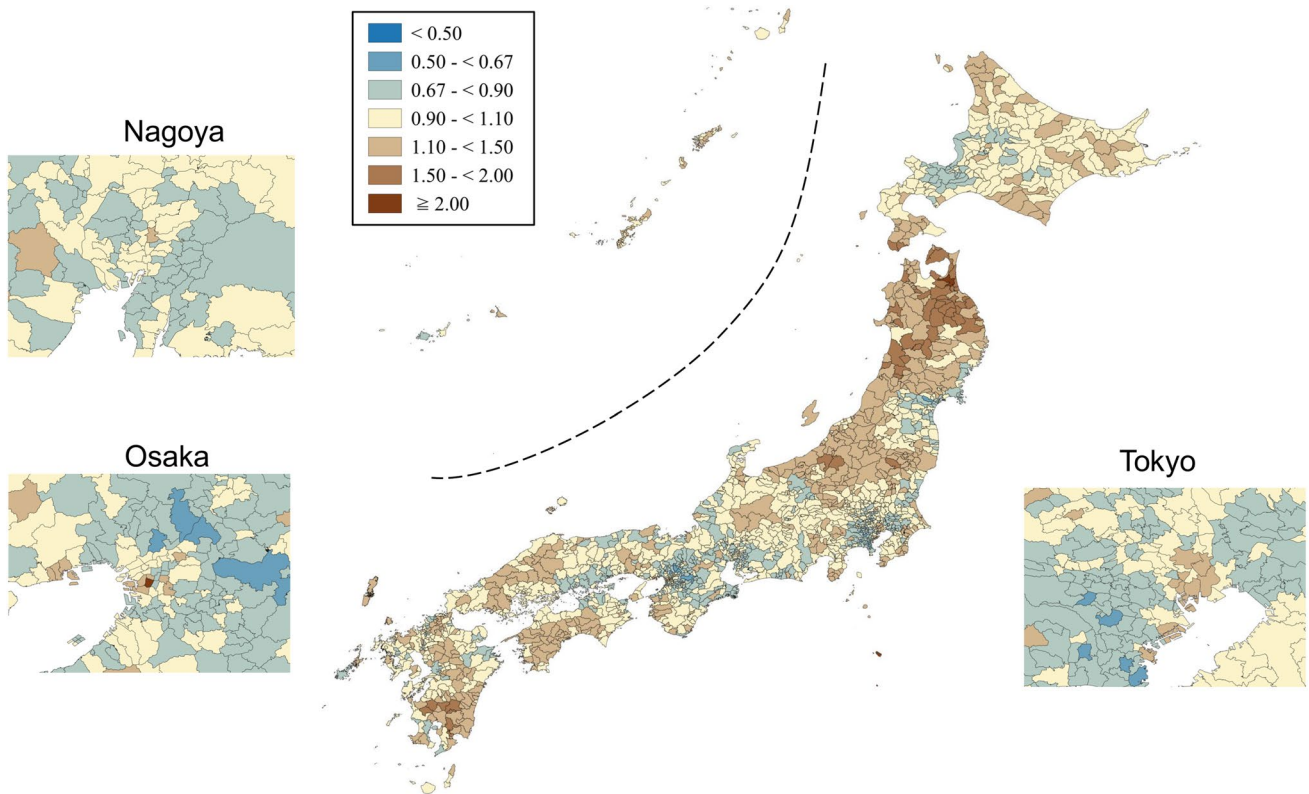 < 0.50
0.50 - < 0.67
0.67 - < 0.90
0.90 - < 1.10
1.10 - < 1.50
1.50 - < 2.00
≧ 2.00
Nagoya
Osaka
Tokyo